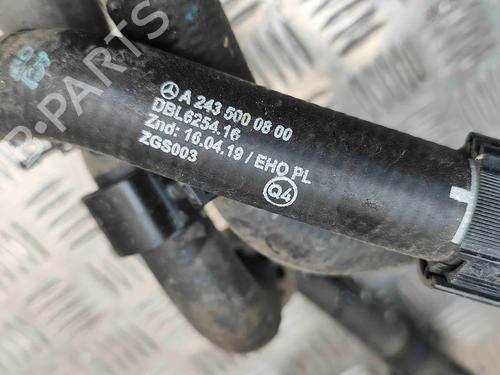 A 243 500 08 00
DBL6254.16
Znd: 16.04.19 / EHO PL
ZGS003
Q4
B-PARTS